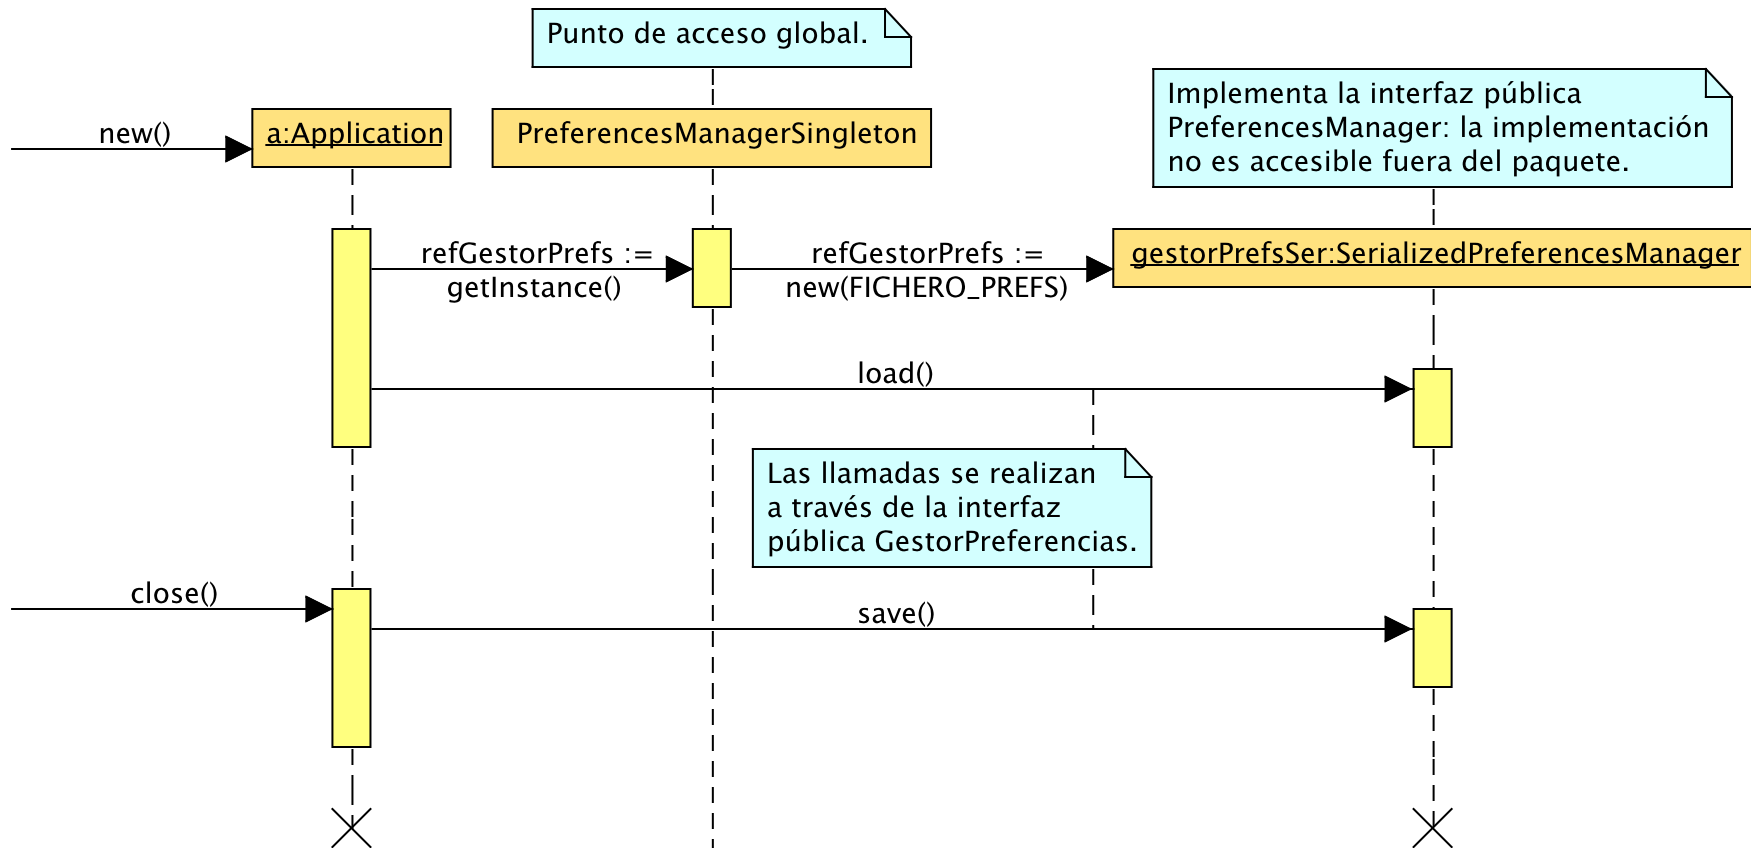 Punto de acceso global.
Implementa la interfaz pública
PreferencesManager: la implementación
no es accesible fuera del paquete.
new()
a:Application
PreferencesManagerSingleton
refGestorPrefs :=
getInstance()
refGestorPrefs :=
new(FICHERO_PREFS)
gestorPrefsSer:SerializedPreferencesManager
load()
Las llamadas se realizan
a través de la interfaz
pública GestorPreferencias.
close()
save()